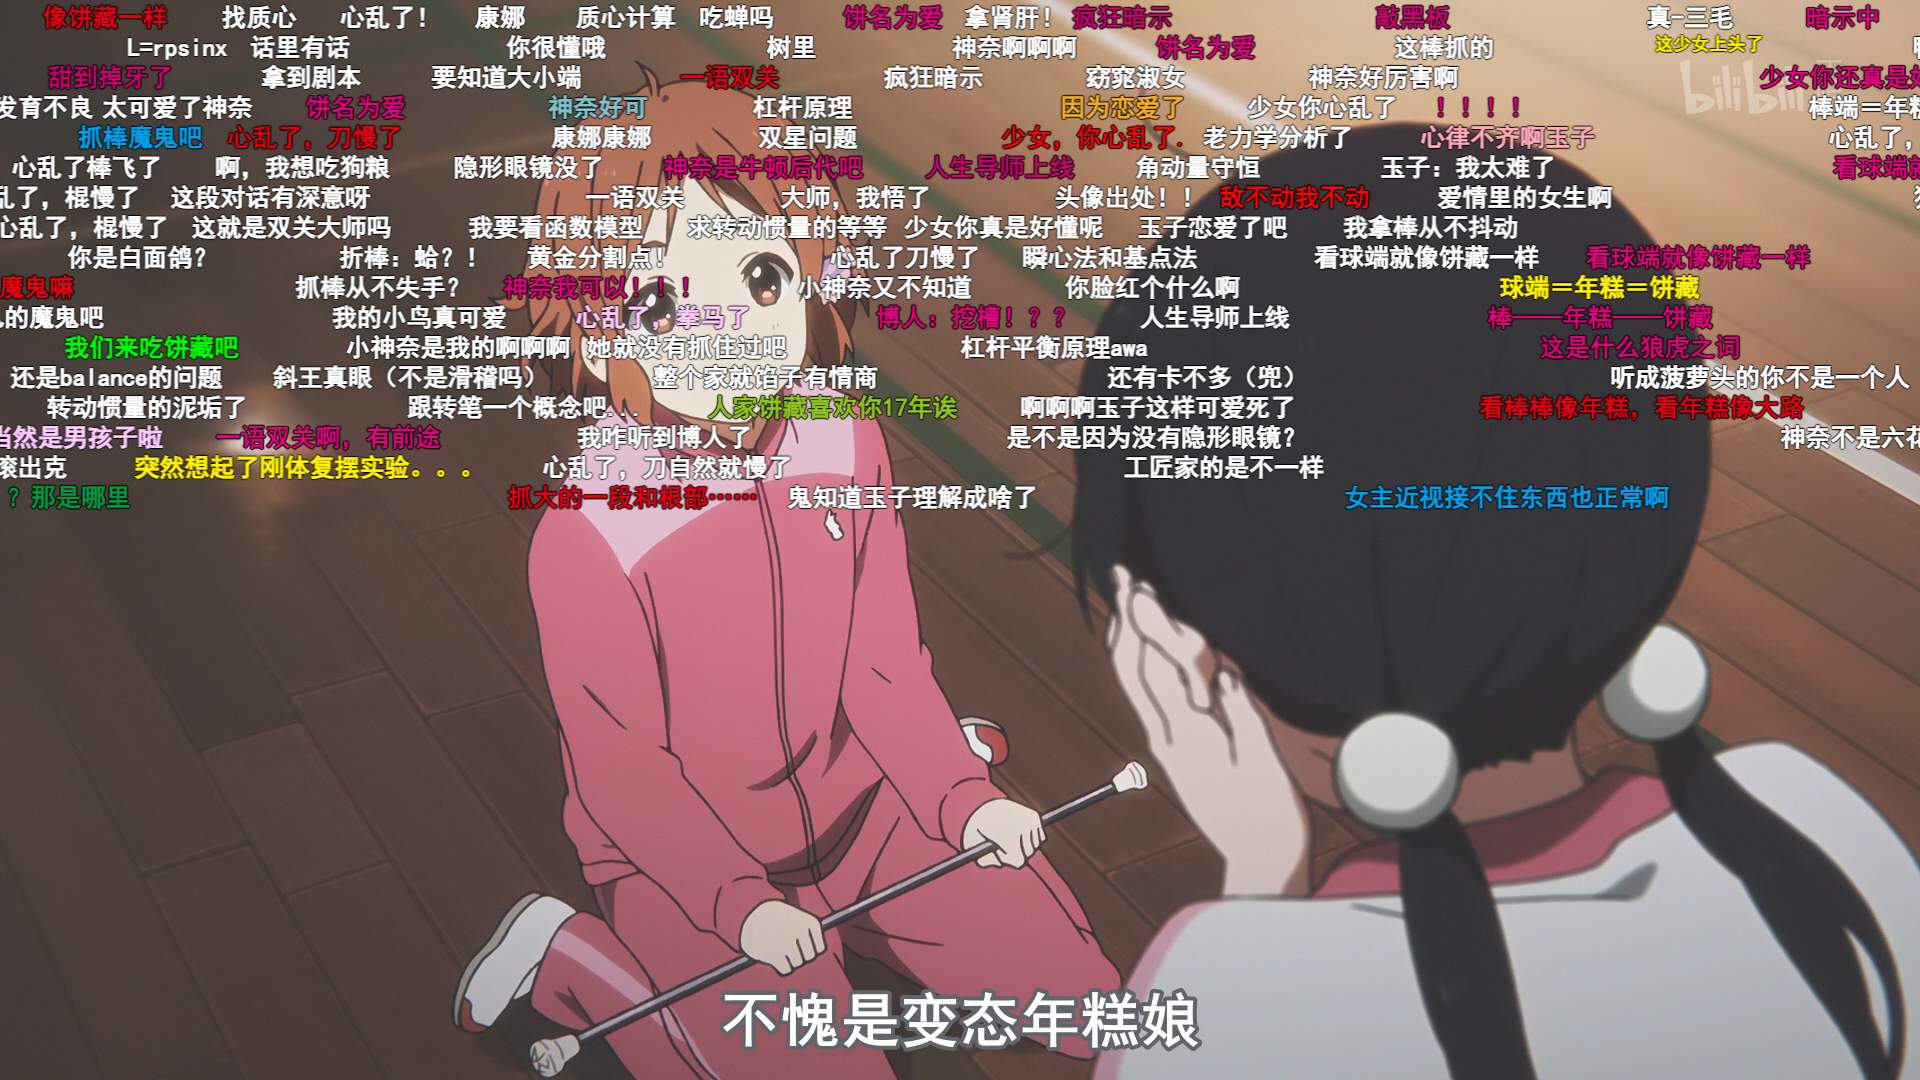 像饼藏一样 找质心 心乱了！ 康娜 质心计算 吃蝉吗 饼名为爱 拿肾肝！ 疯狂暗示 敲黑板 真-三毛 暗示中
L=rpsinx 话里有话 你很懂哦 树里 神奈啊啊啊 饼名为爱 这棒抓的 这少女上头了
甜到掉牙了 拿到剧本 要知道大小端 一语双关 疯狂暗示 窈窕淑女 神奈好厉害啊 少女你还真是
bilibili
发育不良 太可爱了神奈 饼名为爱 神奈好可 杠杆原理 因为恋爱了 少女你心乱了 ！！！！ 棒端＝年糕
抓棒魔鬼吧 心乱了，刀慢了 康娜康娜 双星问题 少女，你心乱了. 老力学分析了 心律不齐啊玉子 心乱了，
心乱了棒飞了 啊，我想吃狗粮 隐形眼镜没了 神奈是牛顿后代吧 人生导师上线 角动量守恒 玉子：我太难了 看球端就
乱了，棍慢了 这段对话有深意呀 一语双关 大师，我悟了 头像出处！！ 敌不动我不动 爱情里的女生啊
心乱了，棍慢了 这就是双关大师吗 我要看函数模型 求转动惯量的等等 少女你真是好懂呢 玉子恋爱了吧 我拿棒从不抖动
你是白面鸽？ 折棒：蛤？！ 黄金分割点！ 心乱了刀慢了 瞬心法和基点法 看球端就像饼藏一样 看球端就像饼藏一样
魔鬼嘛 抓棒从不失手？ 神奈我可以！！！ 小神奈又不知道 你脸红个什么啊 球端＝年糕＝饼藏
的魔鬼吧 我的小鸟真可爱 心乱了，拳马了 博人：挖槽！？？ 人生导师上线 棒——年糕——饼藏
我们来吃饼藏吧 小神奈是我的啊啊啊 她就没有抓住过吧 杠杆平衡原理awa 这是什么狼虎之词
还是balance的问题 斜王真眼（不是滑稽吗） 整个家就馅子有情商 还有卡不多（兜） 听成菠萝头的你不是一个人
转动惯量的泥垢了 跟转笔一个概念吧... 人家饼藏喜欢你17年诶 啊啊啊玉子这样可爱死了 看棒棒像年糕，看年糕像大路
当然是男孩子啦 一语双关啊，有前途 我咋听到博人了 是不是因为没有隐形眼镜？ 神奈不是六花
滚出克 突然想起了刚体复摆实验。。。 心乱了，刀自然就慢了 工匠家的是不一样
？那是哪里 抓大的一段和根部…… 鬼知道玉子理解成啥了 女主近视接不住东西也正常啊
不愧是变态年糕娘